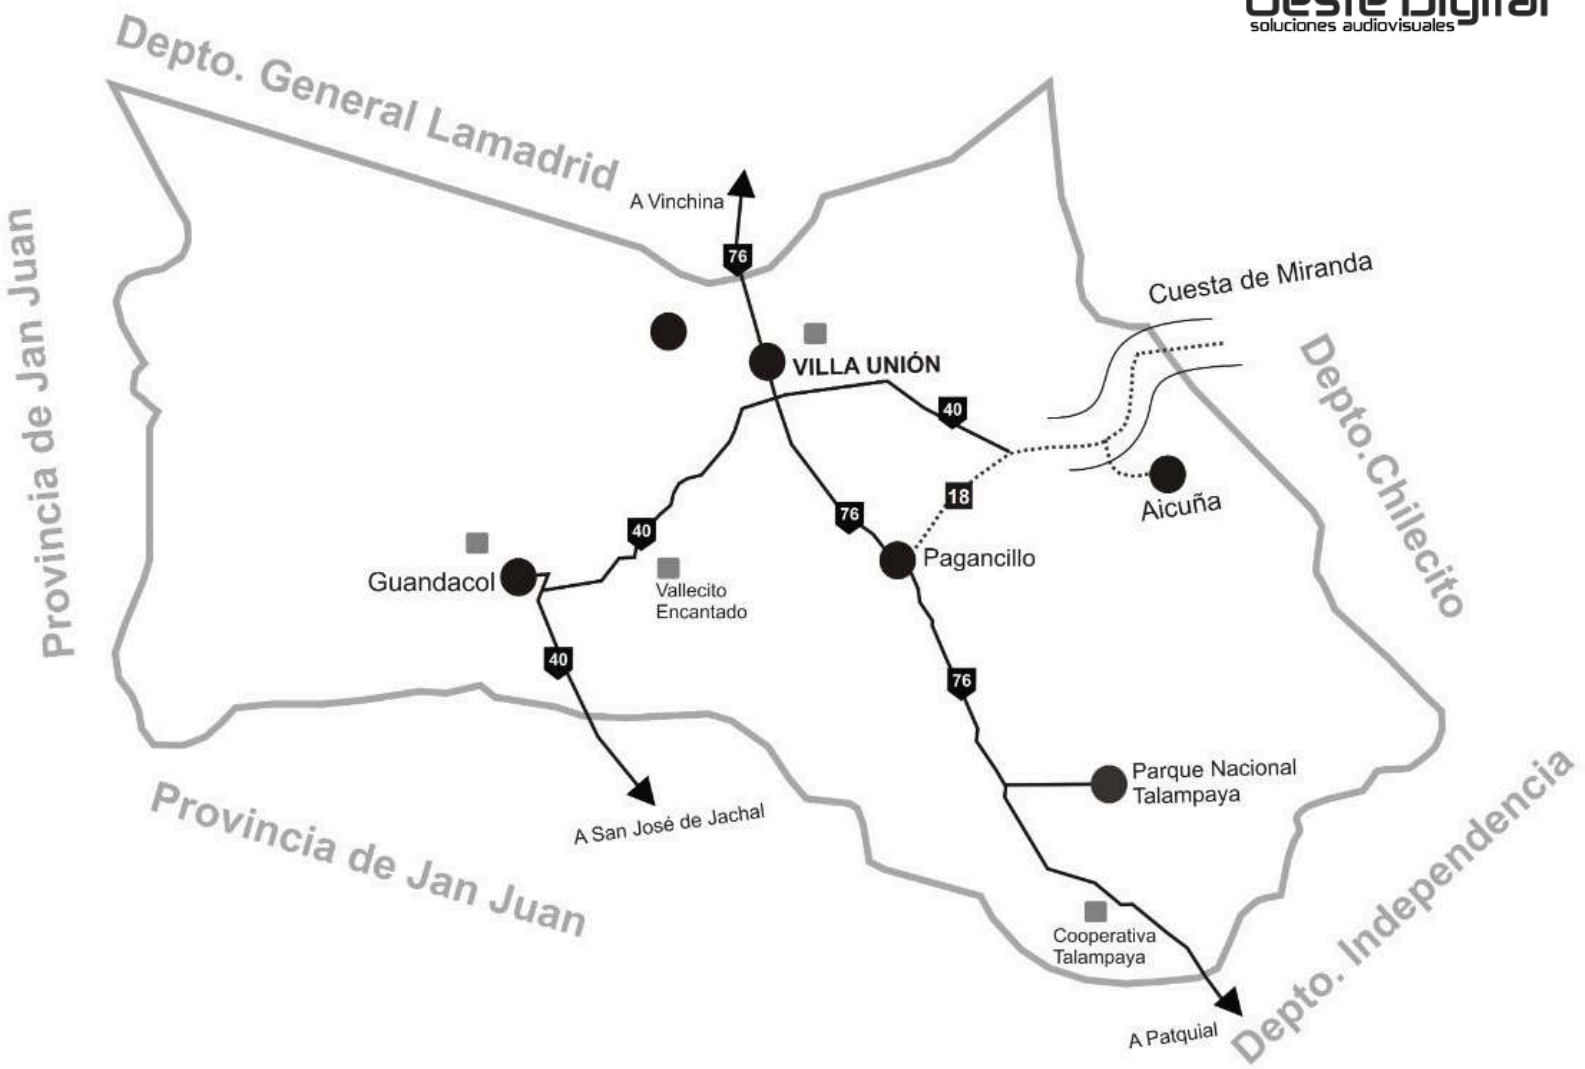 Oeste Digital
soluciones audiovisuales
Depto. General Lamadrid
A Vinchina
76
Provincia de Jan Juan
Cuesta de Miranda
VILLA UNIÓN
Depto.Chilecito
40
18
Aicuña
76
40
Pagancillo
Guandacol
Vallecito
Encantado
40
76
Parque Nacional
Talampaya
A San José de Jachal
Provincia de Jan Juan
Cooperativa
Talampaya
Depto. Independencia
A Patquial